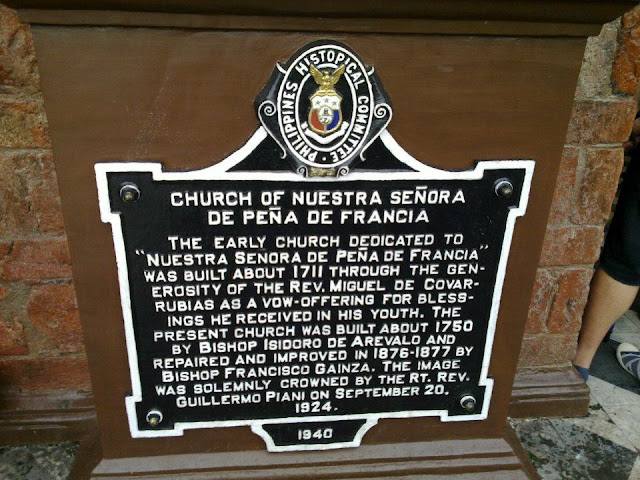 PHILIPPINES HISTORICAL COMMITTEE
CHURCH OF NUESTRA SEÑORA
DE PEÑA DE FRANCIA
THE EARLY CHURCH DEDICATED TO
"NUESTRA SENORA DE PEÑA DE FRANCIA"
WAS BUILT ABOUT 1711 THROUGH THE GEN-
EROSITY OF THE REV. MIGUEL DE COVAR-
RUBIAS AS A VOW-OFFERING FOR BLESS-
INGS HE RECEIVED IN HIS YOUTH. THE
PRESENT CHURCH WAS BUILT ABOUT 1750
BY BISHOP ISIDORO DE AREVALO AND
REPAIRED AND IMPROVED IN 1876-1877 BY
BISHOP FRANCISCO GAINZA. THE IMAGE
WAS SOLEMNLY CROWNED BY THE RT. REV.
GUILLERMO PIANI ON SEPTEMBER 20,
1924.
1940